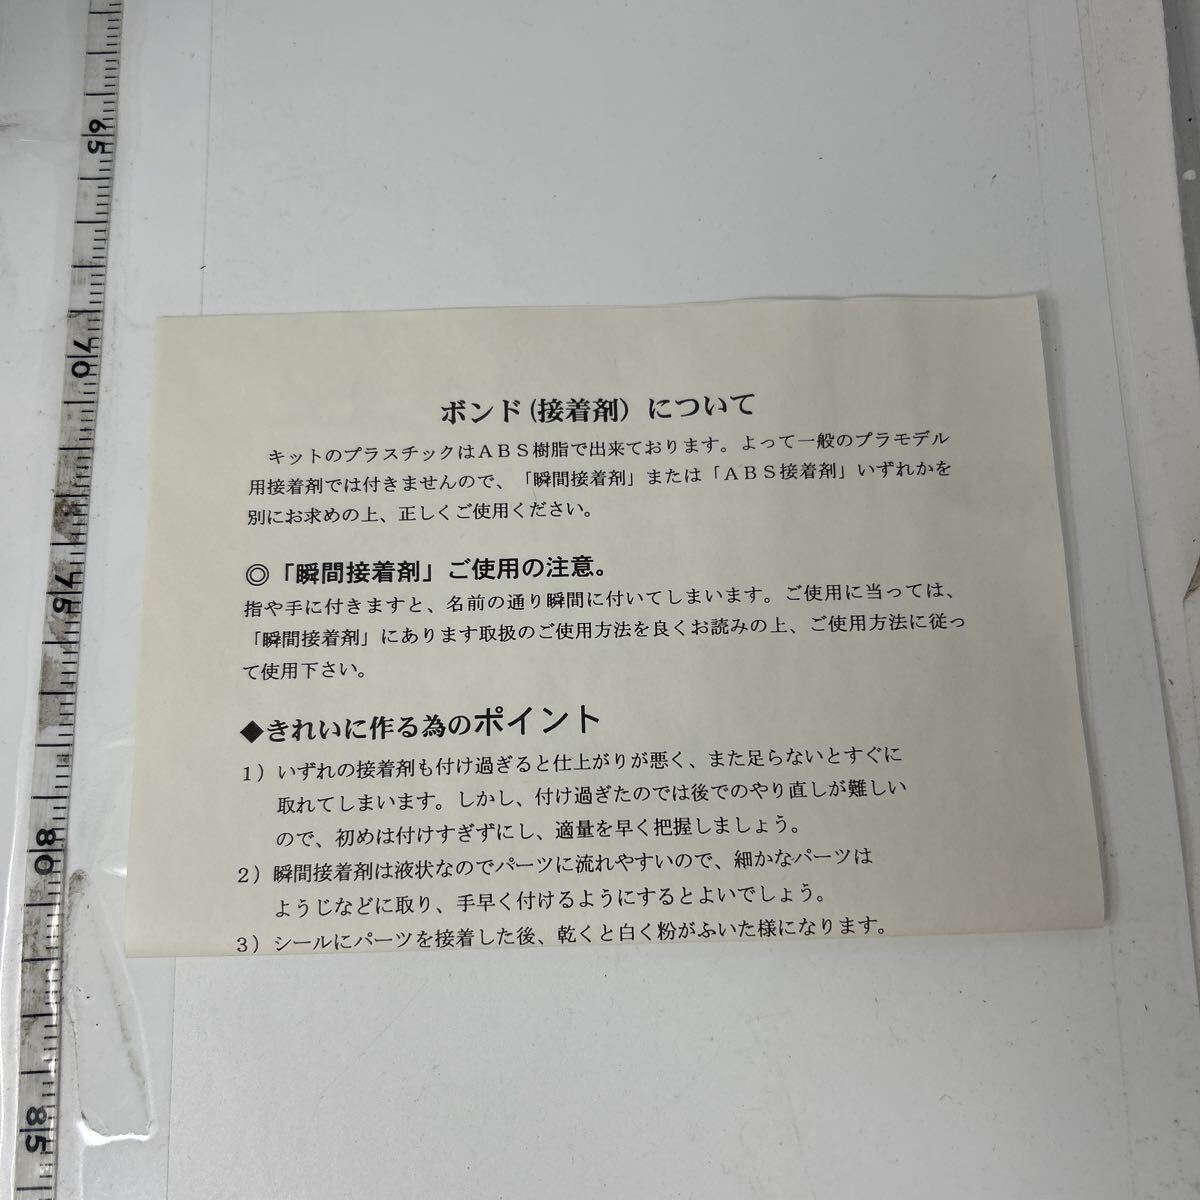 ボンド(接着剤）について
キットのプラスチックはＡＢＳ樹脂で出来ております。よって一般のプラモデル
用接着剤では付きませんので、「瞬間接着剤」または「ＡＢＳ接着剤」いずれかを
別にお求めの上、正しくご使用ください。
◎「瞬間接着剤」ご使用の注意。
指や手に付きますと、名前の通り瞬間に付いてしまいます。ご使用に当っては、
「瞬間接着剤」にあります取扱のご使用方法を良くお読みの上、ご使用方法に従っ
て使用下さい。
◆きれいに作る為のポイント
１）いずれの接着剤も付け過ぎると仕上がりが悪く、また足らないとすぐに
取れてしまいます。しかし、付け過ぎたのでは後でのやり直しが難しい
ので、初めは付けすぎずにし、適量を早く把握しましょう。
２）瞬間接着剤は液状なのでパーツに流れやすいので、細かなパーツは
ようじなどに取り、手早く付けるようにするとよいでしょう。
３）シールにパーツを接着した後、乾くと白く粉がふいた様になります。
65
70
75
80
85